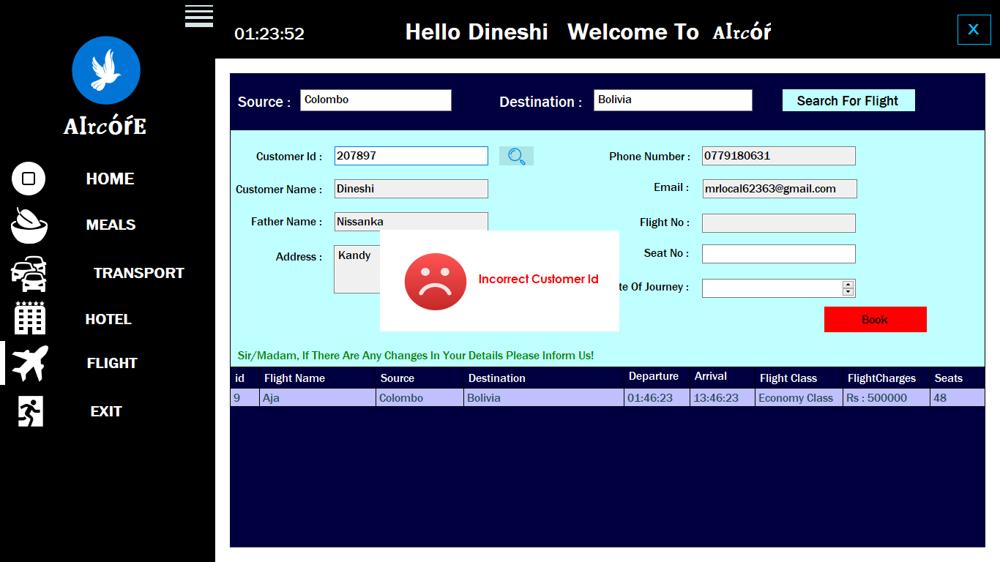 01:23:52
Hello Dineshi Welcome To AIrcóŕ
X
AIrcóŕE
HOME
MEALS
TRANSPORT
HOTEL
FLIGHT
EXIT
Source : Colombo
Destination : Bolivia
Search For Flight
Customer Id : 207897
Phone Number : 0779180631
Customer Name : Dineshi
Email : mrlocal62363@gmail.com
Father Name : Nissanka
Flight No :
Address : Kandy
Seat No :
Incorrect Customer Id
te Of Journey :
Book
Sir/Madam, If There Are Any Changes In Your Details Please Inform Us!
id Flight Name Source Destination Departure Arrival Flight Class FlightCharges Seats
9 Aja Colombo Bolivia 01:46:23 13:46:23 Economy Class Rs : 500000 48